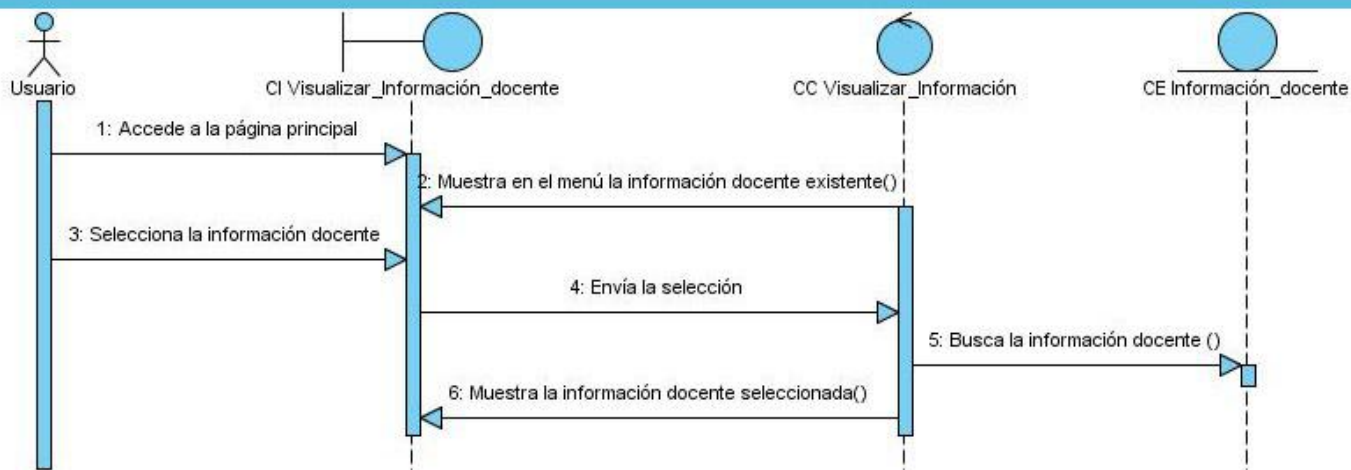 Usuario
CI Visualizar_Información_docente
CC Visualizar_Información
CE Información_docente
1: Accede a la página principal
2: Muestra en el menú la información docente existente()
3: Selecciona la información docente
4: Envía la selección
5: Busca la información docente ()
6: Muestra la información docente seleccionada()